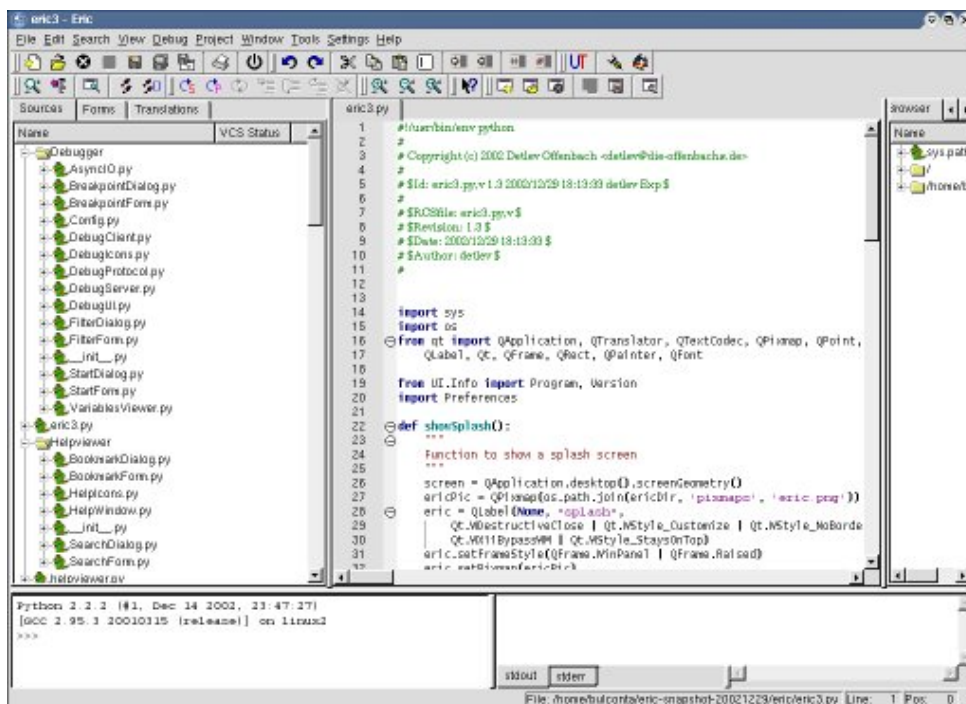 eric3 - Eric
File Edit Search View Debug Project Window Tools Settings Help
UT
Sources Forms Translations
Name VCS Status
Debugger
AsyncIO.py
BreakpointDialog.py
BreakpointForm.py
Config.py
DebugClient.py
DebugIcons.py
DebugProtocol.py
DebugServer.py
DebugUI.py
FilterDialog.py
FilterForm.py
__init__.py
StartDialog.py
StartForm.py
VariablesViewer.py
eric3.py
Helpviewer
BookmarkDialog.py
BookmarkForm.py
HelpIcons.py
HelpWindow.py
__init__.py
SearchDialog.py
SearchForm.py
helpviewer.py
eric3.py
1 #!/usr/bin/env python
2 #
3 # Copyright (c) 2002 Detlev Offenbach <detlev@die-offenbachs.de>
4 #
5 # $Id: eric3.py,v 1.3 2002/12/29 18:13:33 detlev Exp $
6 #
7 # $RCSfile: eric3.py,v $
8 # $Revision: 1.3 $
9 # $Date: 2002/12/29 18:13:33 $
10 # $Author: detlev $
11 #
12
13
14 import sys
15 import os
16 from qt import QApplication, QTranslator, QTextCodec, QPixmap, QPoint,
17 QLabel, Qt, QFrame, QRect, QPainter, QFont
18
19 from UI.Info import Program, Version
20 import Preferences
21
22 def showSplash():
23 """
24 Function to show a splash screen
25 """
26 screen = QApplication.desktop().screenGeometry()
27 ericPic = QPixmap(os.path.join(ericDir, 'pixmaps', 'eric.png'))
28 eric = QLabel(None, "splash",
29 Qt.WDestructiveClose | Qt.WStyle_Customize | Qt.WStyle_NoBorde
30 Qt.WX11BypassWM | Qt.WStyle_StaysOnTop)
31 eric.setFrameStyle(QFrame.WinPanel | QFrame.Raised)
32 eric.setPixmap(ericPic)
Browser
Name
sys.path
/
/home/b
Python 2.2.2 (#1, Dec 14 2002, 23:47:27)
[GCC 2.95.3 20010315 (release)] on linux2
>>>
stdout stderr
File: /home/bulconta/eric-snapshot-20021229/eric/eric3.py Line: 1 Pos: 0